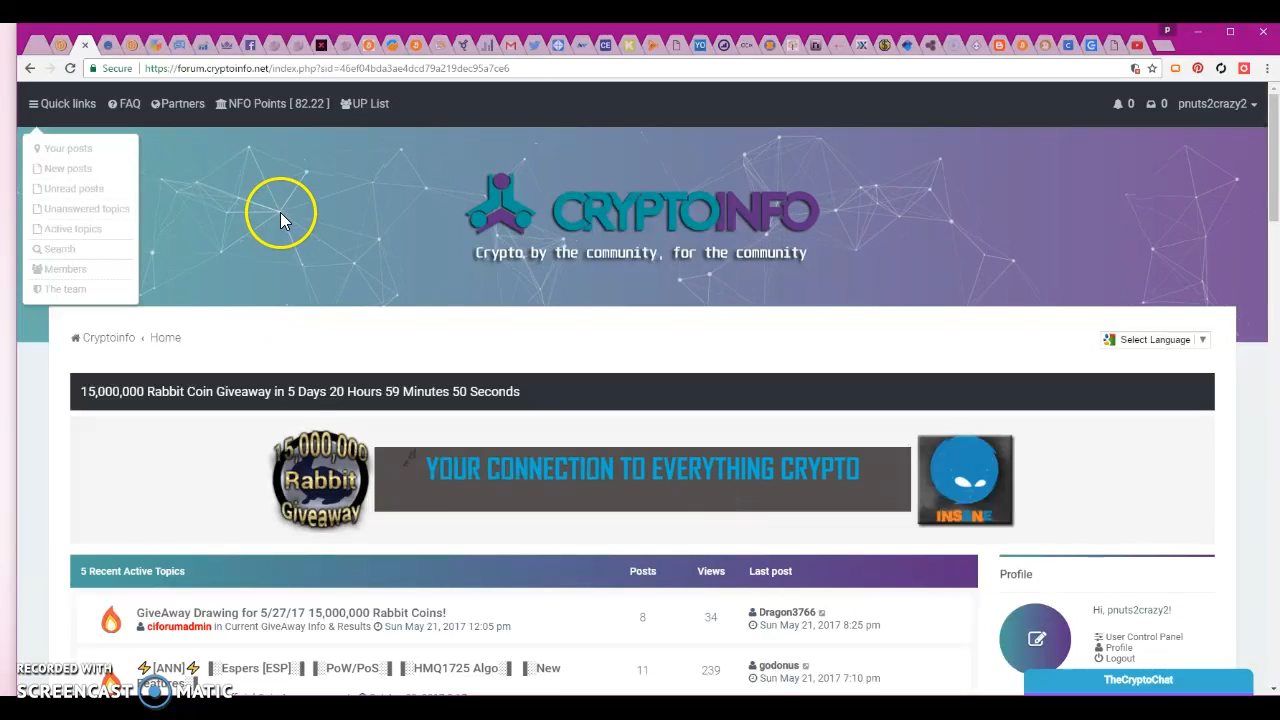 P
Secure https://forum.cryptoinfo.net/index.php?sid=46ef04bda3ae4dcd79a219dec95a7ce6
Quick links FAQ Partners NFO Points [ 82.22 ] UP List 0 0 pnuts2crazy2
Your posts
New posts
Unread posts
Unanswered topics
Active topics
Search
Members
The team
CRYPTOINFO
Crypto by the community, for the community
Cryptoinfo ‹ Home
Select Language ▼
15,000,000 Rabbit Coin Giveaway in 5 Days 20 Hours 59 Minutes 50 Seconds
15,000,000
Rabbit
Giveaway
YOUR CONNECTION TO EVERYTHING CRYPTO
INSANE
5 Recent Active Topics Posts Views Last post
Profile
GiveAway Drawing for 5/27/17 15,000,000 Rabbit Coins! 8 34 Dragon3766
ciforumadmin in Current GiveAway Info & Results Sun May 21, 2017 12:05 pm Sun May 21, 2017 8:25 pm
Hi, pnuts2crazy2!
User Control Panel
Profile
Logout
⚡[ANN]⚡ ▐░Espers [ESP]░▌▐░PoW/PoS░▌▐░HMQ1725 Algo░▌▐░New
Features 11 239 godonus
Sun May 21, 2017 7:10 pm
TheCryptoChat
RECORDED WITH
SCREENCAST MATIC